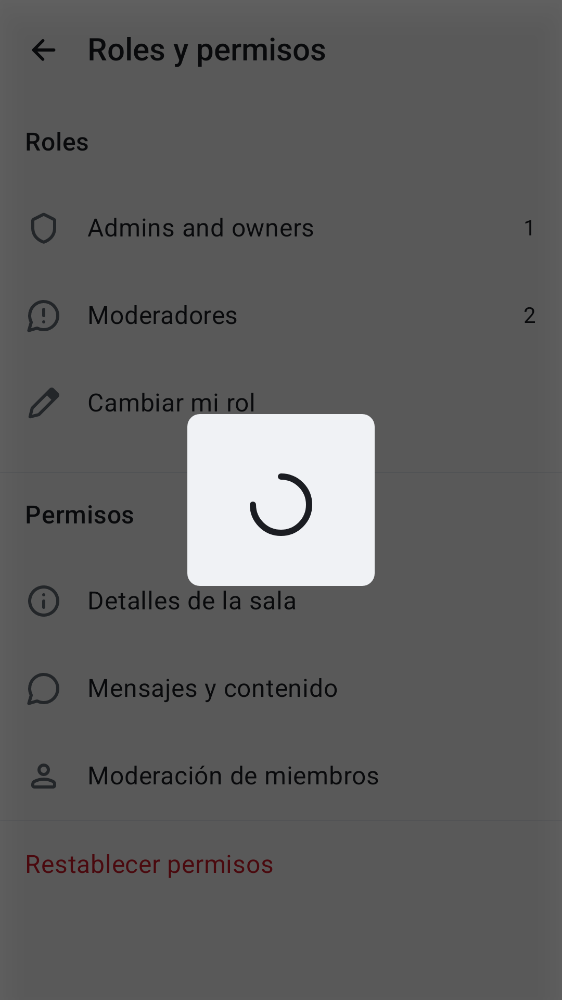 Roles y permisos
Roles
Admins and owners 1
Moderadores 2
Cambiar mi rol
Permisos
Detalles de la sala
Mensajes y contenido
Moderación de miembros
Restablecer permisos